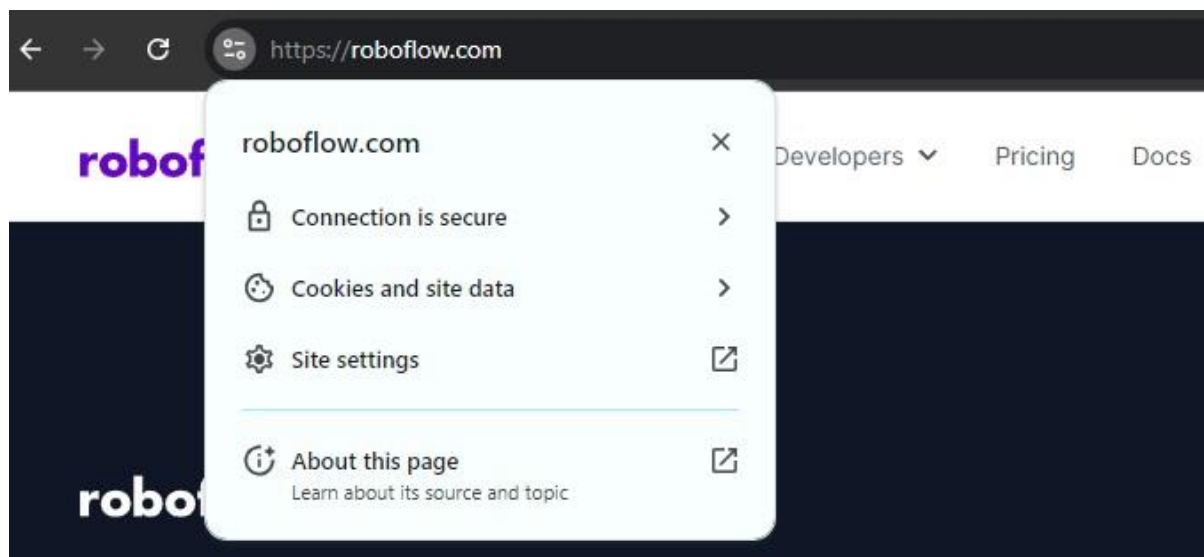 https://roboflow.com
roboflow.com
robof
Developers
Pricing
Docs
Connection is secure
Cookies and site data
Site settings
About this page
Learn about its source and topic
robof